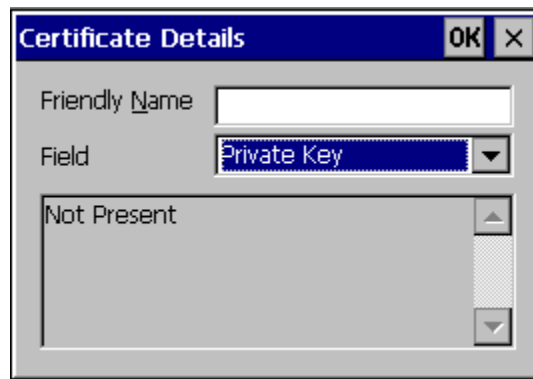 Certificate Details OK
Friendly Name
Field Private Key
Not Present